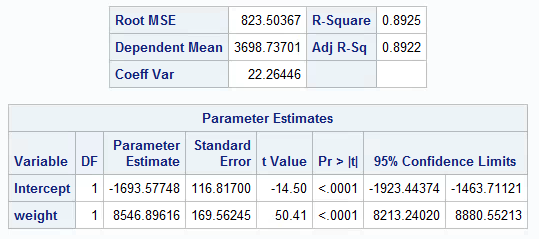 Root MSE 823.50367 R-Square 0.8925
Dependent Mean 3698.73701 Adj R-Sq 0.8922
Coeff Var 22.26446
Parameter Estimates
Variable DF Parameter Estimate Standard Error t Value Pr > |t| 95% Confidence Limits
Intercept 1 -1693.57748 116.81700 -14.50 <.0001 -1923.44374 -1463.71121
weight 1 8546.89616 169.56245 50.41 <.0001 8213.24020 8880.55213